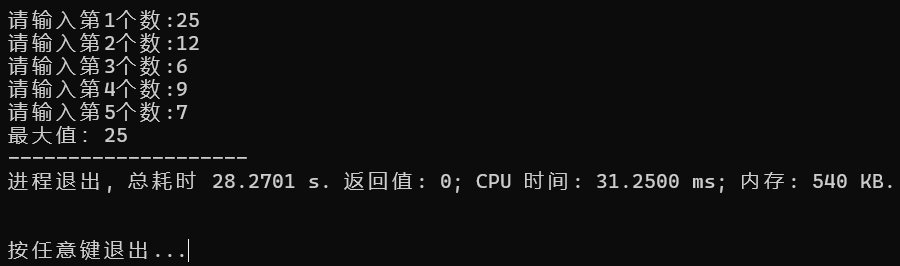 请输入第1个数:25
请输入第2个数:12
请输入第3个数:6
请输入第4个数:9
请输入第5个数:7
最大值: 25
--------------------
进程退出, 总耗时 28.2701 s. 返回值: 0; CPU 时间: 31.2500 ms; 内存: 540 KB.
按任意键退出...